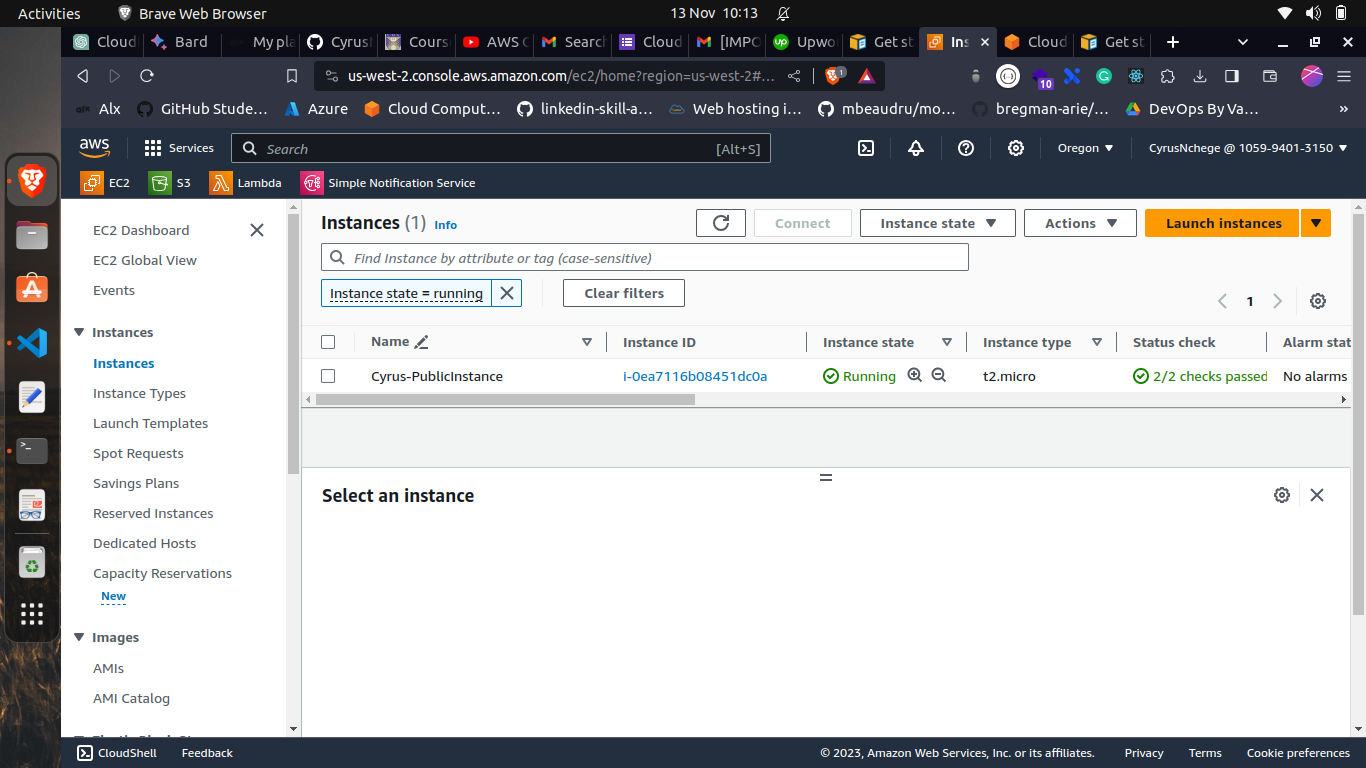 Activities Brave Web Browser 13 Nov 10:13
Cloud Bard My pla Cyrus Cours AWS C Search Cloud [IMPO Upwo Get st Ins Cloud Get st
us-west-2.console.aws.amazon.com/ec2/home?region=us-west-2#... 1 10
Alx GitHub Stude... Azure Cloud Comput... linkedin-skill-a... Web hosting i... mbeaudru/mo... bregman-arie/... DevOps By Va... »
aws Services Search [Alt+S] Oregon CyrusNchege @ 1059-9401-3150
EC2 S3 Lambda Simple Notification Service
EC2 Dashboard
EC2 Global View
Events
Instances
Instances
Instance Types
Launch Templates
Spot Requests
Savings Plans
Reserved Instances
Dedicated Hosts
Capacity Reservations
New
Images
AMIs
AMI Catalog
Instances (1) Info Connect Instance state Actions Launch instances
Find Instance by attribute or tag (case-sensitive)
Instance state = running Clear filters 1
Name Instance ID Instance state Instance type Status check Alarm stat
Cyrus-PublicInstance i-0ea7116b08451dc0a Running t2.micro 2/2 checks passed No alarms
Select an instance
CloudShell Feedback © 2023, Amazon Web Services, Inc. or its affiliates. Privacy Terms Cookie preferences